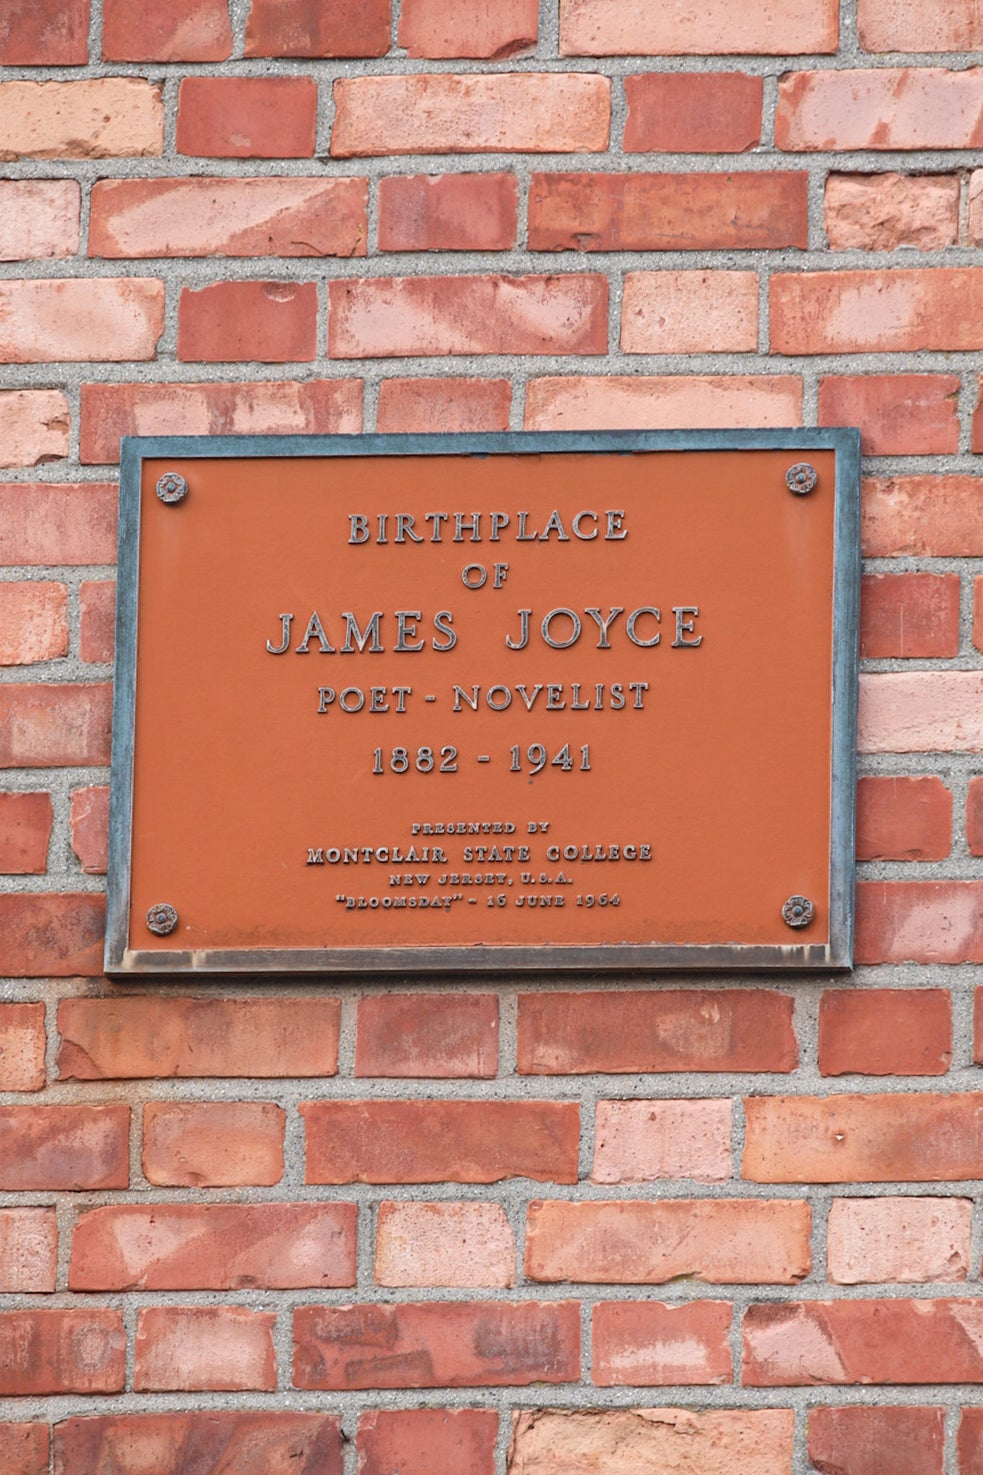 BIRTHPLACE
OF
JAMES JOYCE
POET - NOVELIST
1882 - 1941
PRESENTED BY
MONTCLAIR STATE COLLEGE
NEW JERSEY, U.S.A.
"BLOOMSDAY" - 16 JUNE 1964